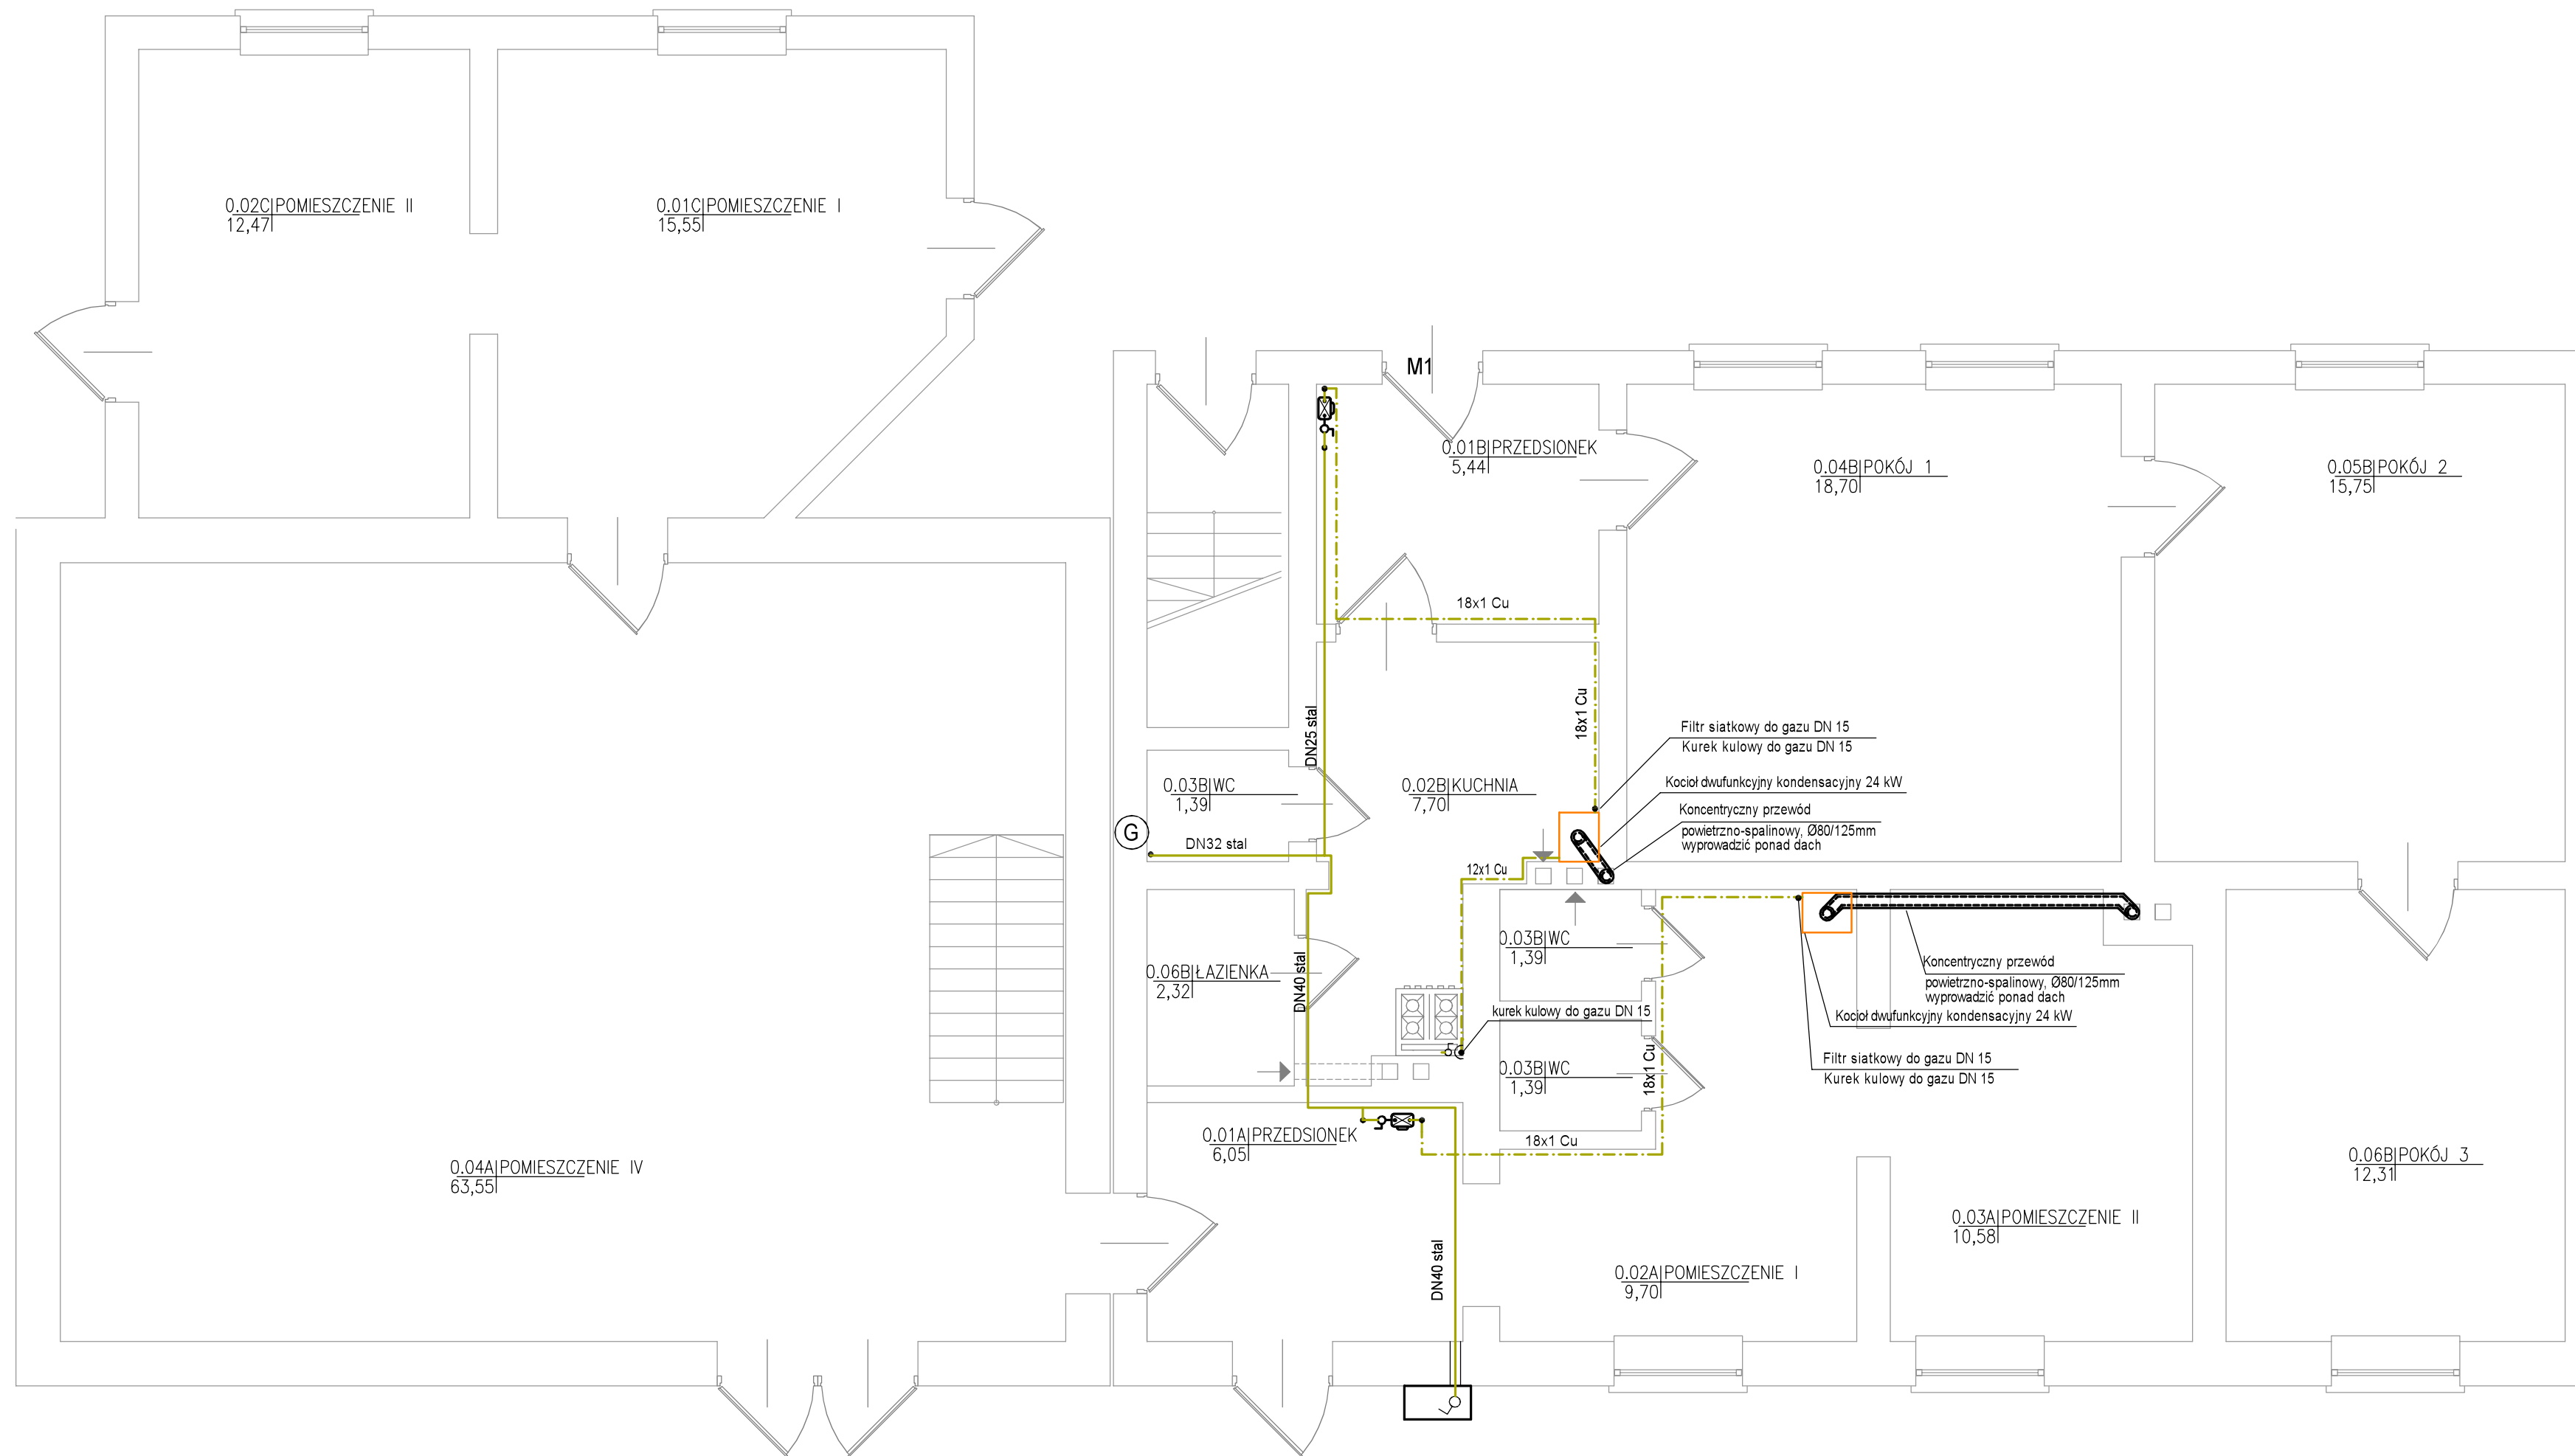 0.02C POMIESZCZENIE II
12,47
0.01C POMIESZCZENIE I
15,55
M1
0.01B PRZEDSIONEK
5,44
0.04B POKÓJ 1
18,70
0.05B POKÓJ 2
15,75
18x1 Cu
18x1 Cu
DN25 stal
Filtr siatkowy do gazu DN 15
Kurek kulowy do gazu DN 15
Kocioł dwufunkcyjny kondensacyjny 24 kW
Koncentryczny przewód
powietrzno-spalinowy, Ø80/125mm
wyprowadzić ponad dach
0.03B WC
1,39
0.02B KUCHNIA
7,70
G
DN32 stal
12x1 Cu
0.03B WC
1,39
0.06B ŁAZIENKA
2,32
DN40 stal
Koncentryczny przewód
powietrzno-spalinowy, Ø80/125mm
wyprowadzić ponad dach
kurek kulowy do gazu DN 15
Kocioł dwufunkcyjny kondensacyjny 24 kW
Filtr siatkowy do gazu DN 15
Kurek kulowy do gazu DN 15
0.03B WC
1,39
18x1 Cu
0.01A PRZEDSIONEK
6,05
18x1 Cu
0.04A POMIESZCZENIE IV
63,55
0.06B POKÓJ 3
12,31
0.03A POMIESZCZENIE II
10,58
DN40 stal
0.02A POMIESZCZENIE I
9,70